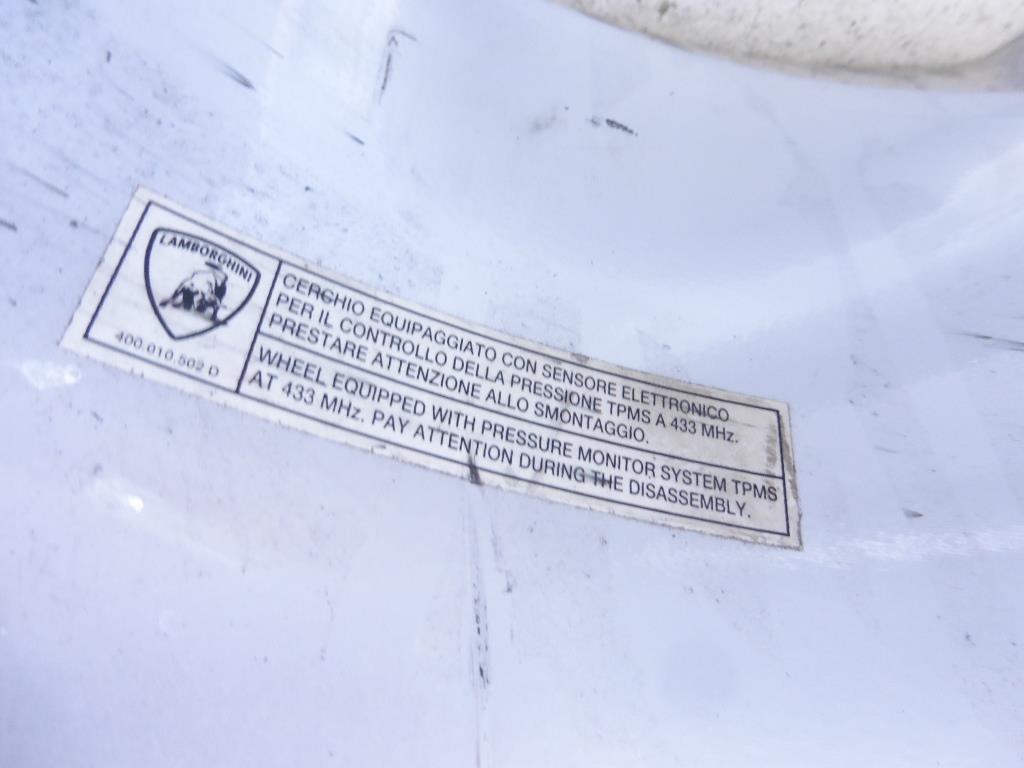 LAMBORGHINI
400.010.502 D
CERCHIO EQUIPAGGIATO CON SENSORE ELETTRONICO
PER IL CONTROLLO DELLA PRESSIONE TPMS A 433 MHz.
PRESTARE ATTENZIONE ALLO SMONTAGGIO.
WHEEL EQUIPPED WITH PRESSURE MONITOR SYSTEM TPMS
AT 433 MHz. PAY ATTENTION DURING THE DISASSEMBLY.